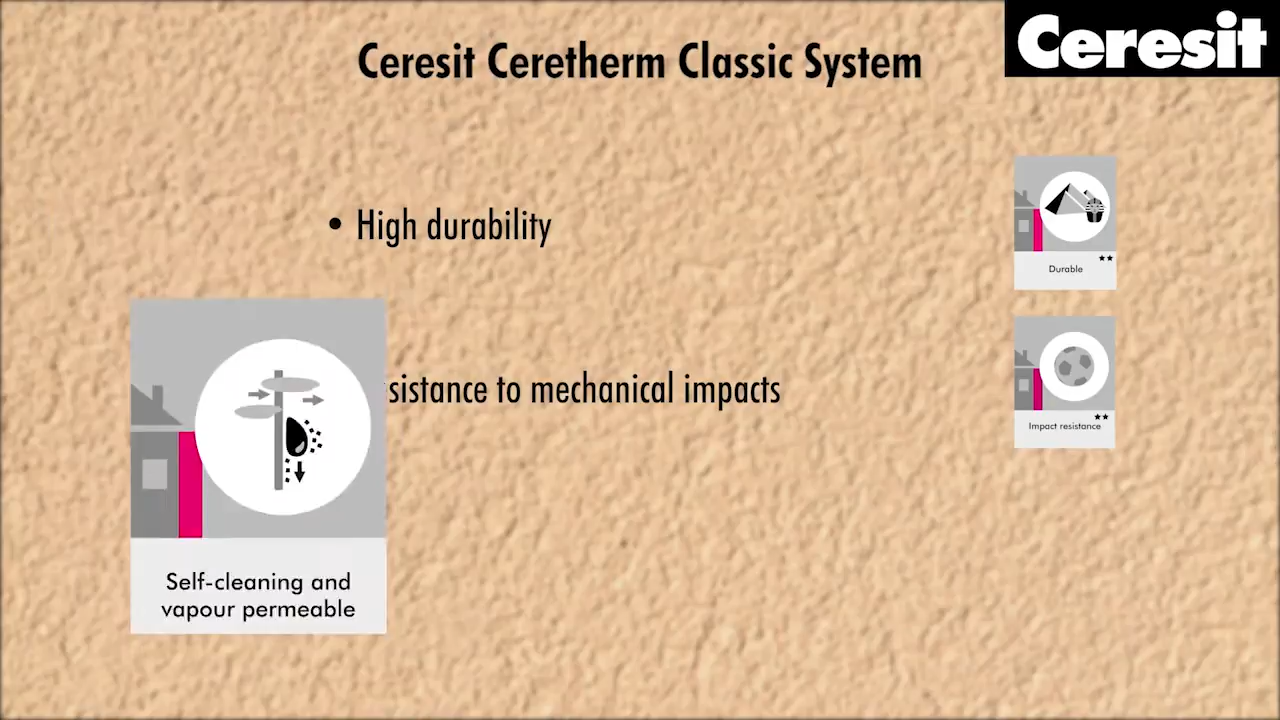 Ceresit
Ceresit Ceretherm Classic System
• High durability
sistance to mechanical impacts
Durable
Impact resistance
Self-cleaning and
vapour permeable